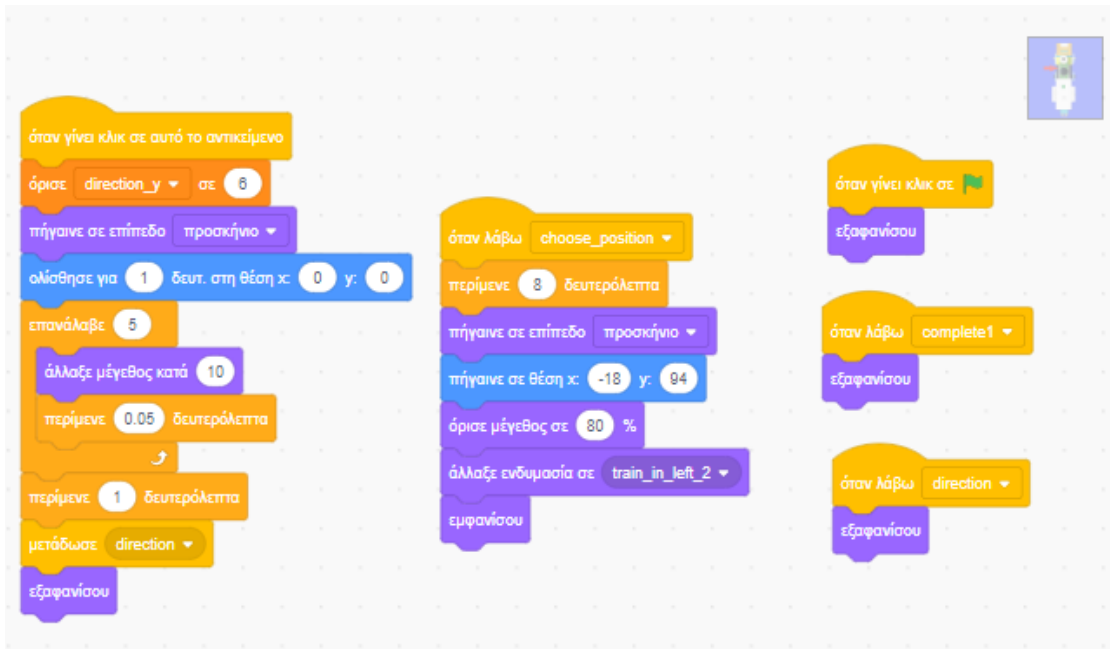 όταν γίνει κλικ σε αυτό το αντικείμενο
όρισε direction_y σε 6
πήγαινε σε επίπεδο προσκήνιο
ολίσθησε για 1 δευτ. στη θέση x: 0 y: 0
επανάλαβε 5
άλλαξε μέγεθος κατά 10
περίμενε 0.05 δευτερόλεπτα
περίμενε 1 δευτερόλεπτα
μετάδωσε direction
εξαφανίσου
όταν λάβω choose_position
περίμενε 8 δευτερόλεπτα
πήγαινε σε επίπεδο προσκήνιο
πήγαινε σε θέση x: -18 y: 94
όρισε μέγεθος σε 80 %
άλλαξε ενδυμασία σε train_in_left_2
εμφανίσου
όταν γίνει κλικ σε
εξαφανίσου
όταν λάβω complete1
εξαφανίσου
όταν λάβω direction
εξαφανίσου